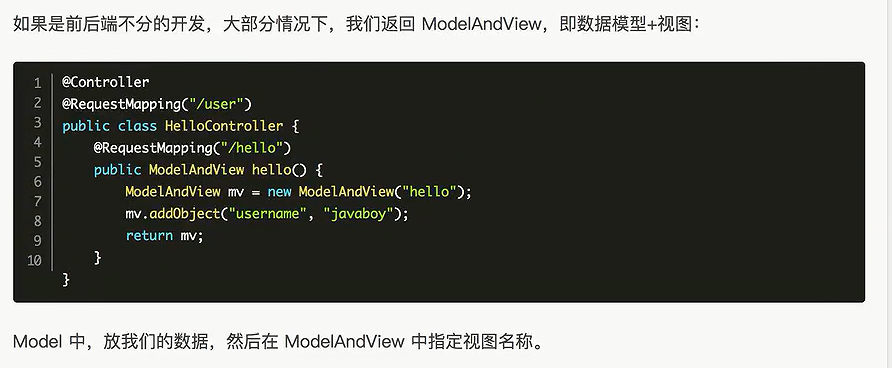 如果是前后端不分的开发，大部分情况下，我们返回 ModelAndView，即数据模型+视图：
1 @Controller
2 @RequestMapping("/user")
3 public class HelloController {
4     @RequestMapping("/hello")
5     public ModelAndView hello() {
6         ModelAndView mv = new ModelAndView("hello");
7         mv.addObject("username", "javaboy");
8         return mv;
9     }
10 }
Model 中，放我们的数据，然后在 ModelAndView 中指定视图名称。